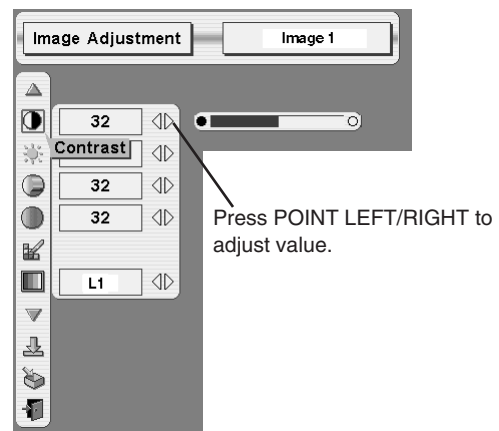 Image Adjustment
Image 1
32
Contrast
32
32
L1
Press POINT LEFT/RIGHT to
adjust value.